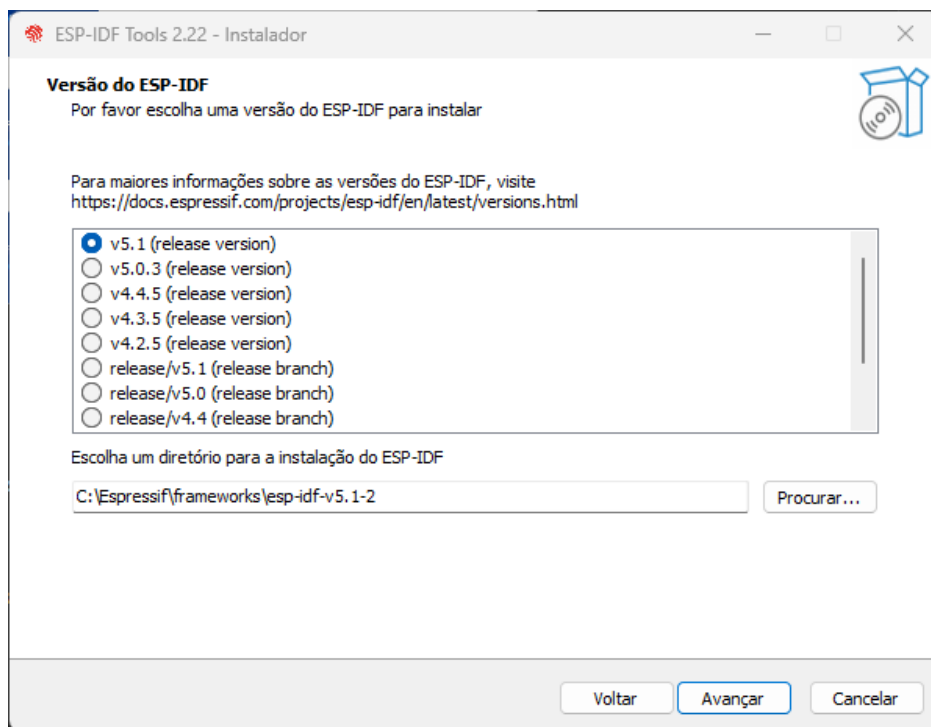 ESP-IDF Tools 2.22 - Instalador
Versão do ESP-IDF
Por favor escolha uma versão do ESP-IDF para instalar
Para maiores informações sobre as versões do ESP-IDF, visite
https://docs.espressif.com/projects/esp-idf/en/latest/versions.html
v5.1 (release version)
v5.0.3 (release version)
v4.4.5 (release version)
v4.3.5 (release version)
v4.2.5 (release version)
release/v5.1 (release branch)
release/v5.0 (release branch)
release/v4.4 (release branch)
Escolha um diretório para a instalação do ESP-IDF
C:\Espressif\frameworks\esp-idf-v5.1-2
Procurar...
Voltar Avançar Cancelar